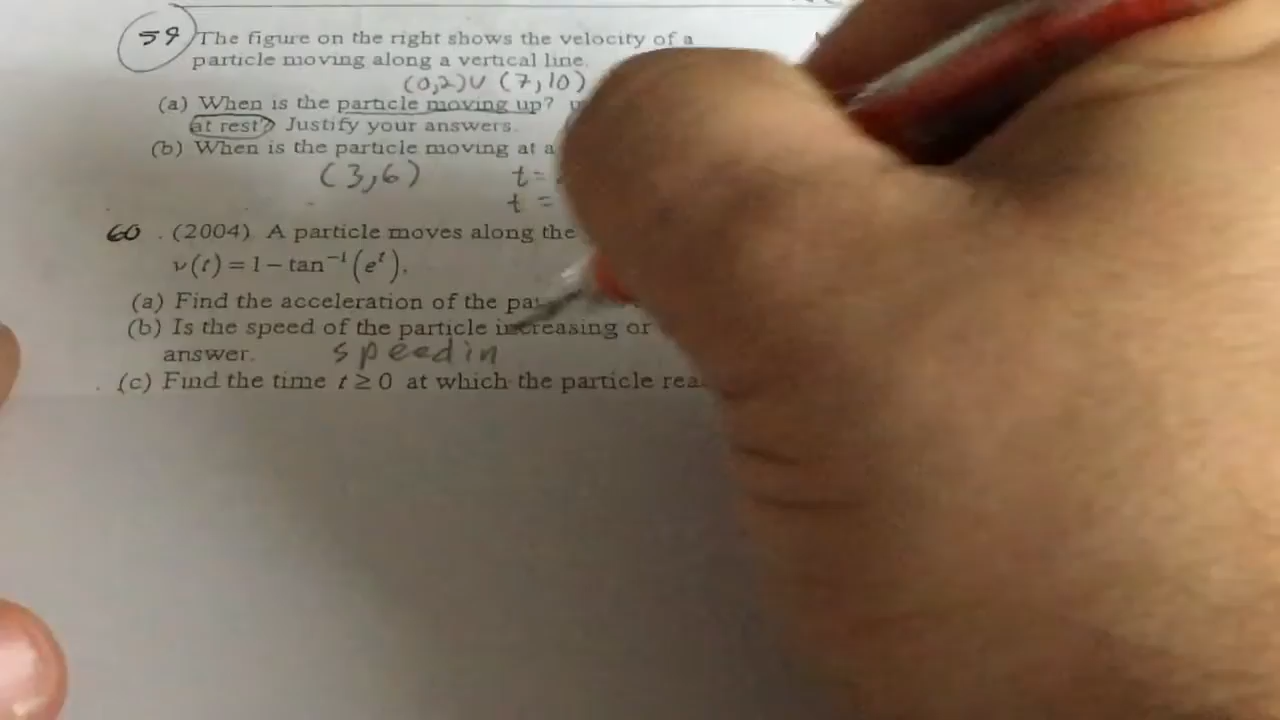 59 The figure on the right shows the velocity of a
particle moving along a vertical line.
(0,2)∪(7,10)
(a) When is the particle moving up?
at rest? Justify your answers.
(b) When is the particle moving at a
(3,6) t=
t =
60 . (2004) A particle moves along the
v(t) = 1 − tan⁻¹(eᵗ).
(a) Find the acceleration of the
(b) Is the speed of the particle increasing or
answer. speedin
(c) Find the time t ≥ 0 at which the particle